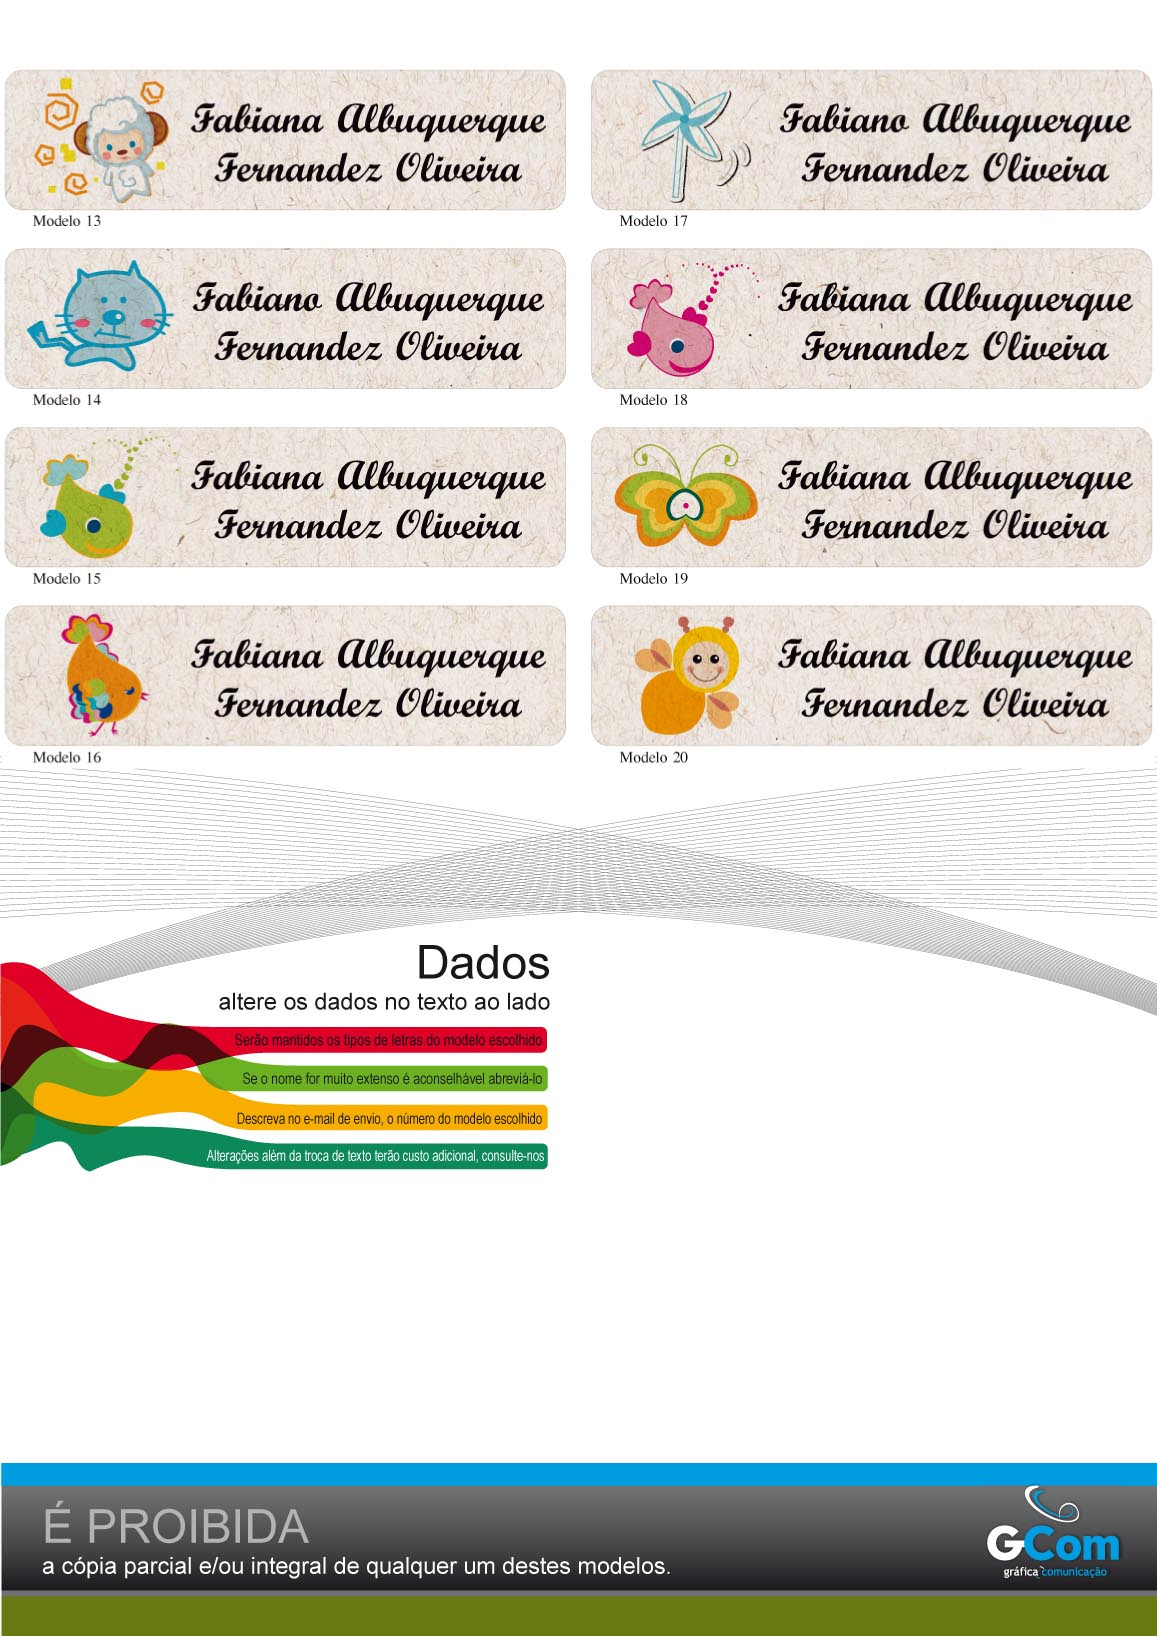 Fabiana Albuquerque
Fernandez Oliveira
Modelo 13
Fabiano Albuquerque
Fernandez Oliveira
Modelo 17
Fabiano Albuquerque
Fernandez Oliveira
Modelo 14
Fabiana Albuquerque
Fernandez Oliveira
Modelo 18
Fabiana Albuquerque
Fernandez Oliveira
Modelo 15
Fabiana Albuquerque
Fernandez Oliveira
Modelo 19
Fabiana Albuquerque
Fernandez Oliveira
Modelo 16
Fabiana Albuquerque
Fernandez Oliveira
Modelo 20
Dados
altere os dados no texto ao lado
Serão mantidos os tipos de letras do modelo escolhido
Se o nome for muito extenso é aconselhável abreviá-lo
Descreva no e-mail de envio, o número do modelo escolhido
Alterações além da troca de texto terão custo adicional, consulte-nos
É PROIBIDA
a cópia parcial e/ou integral de qualquer um destes modelos.
GCom
gráfica comunicação